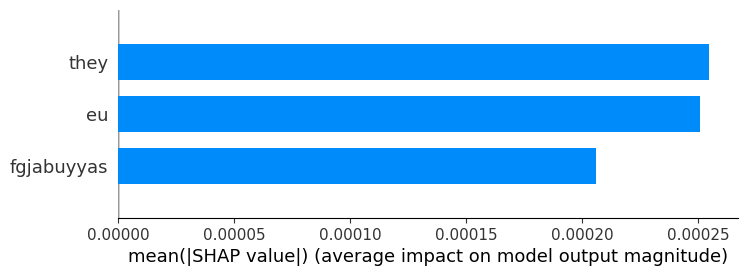 they
eu
fgjabuyyas
0.00000 0.00005 0.00010 0.00015 0.00020 0.00025
mean(|SHAP value|) (average impact on model output magnitude)